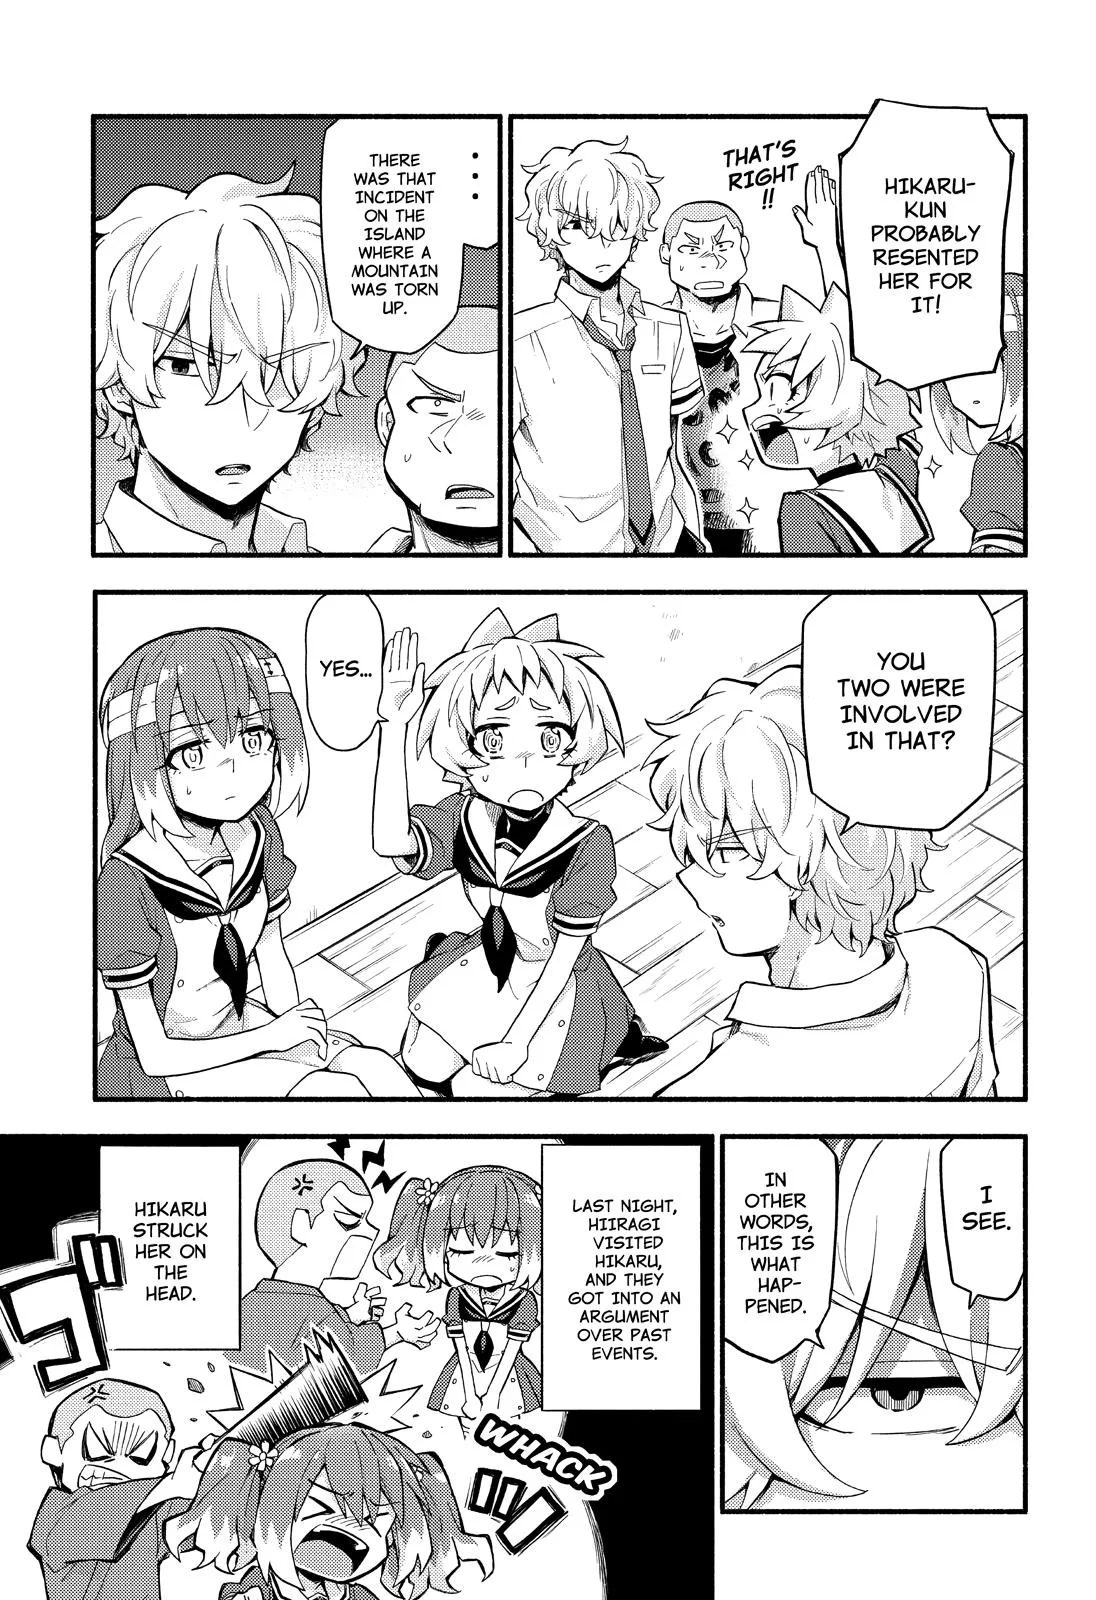 HIKARU-
KUN
PROBABLY
RESENTED
HER FOR
IT!
THAT'S
RIGHT
!!
...
THERE
WAS THAT
INCIDENT
ON THE
ISLAND
WHERE A
MOUNTAIN
WAS TORN
UP.
YOU
TWO WERE
INVOLVED
IN THAT?
YES...
I
SEE.
IN
OTHER
WORDS,
THIS IS
WHAT
HAP-
PENED.
LAST NIGHT,
HIIRAGI
VISITED
HIKARU,
AND THEY
GOT INTO AN
ARGUMENT
OVER PAST
EVENTS.
HIKARU
STRUCK
HER ON
THE
HEAD.
WHACK
ゴッ